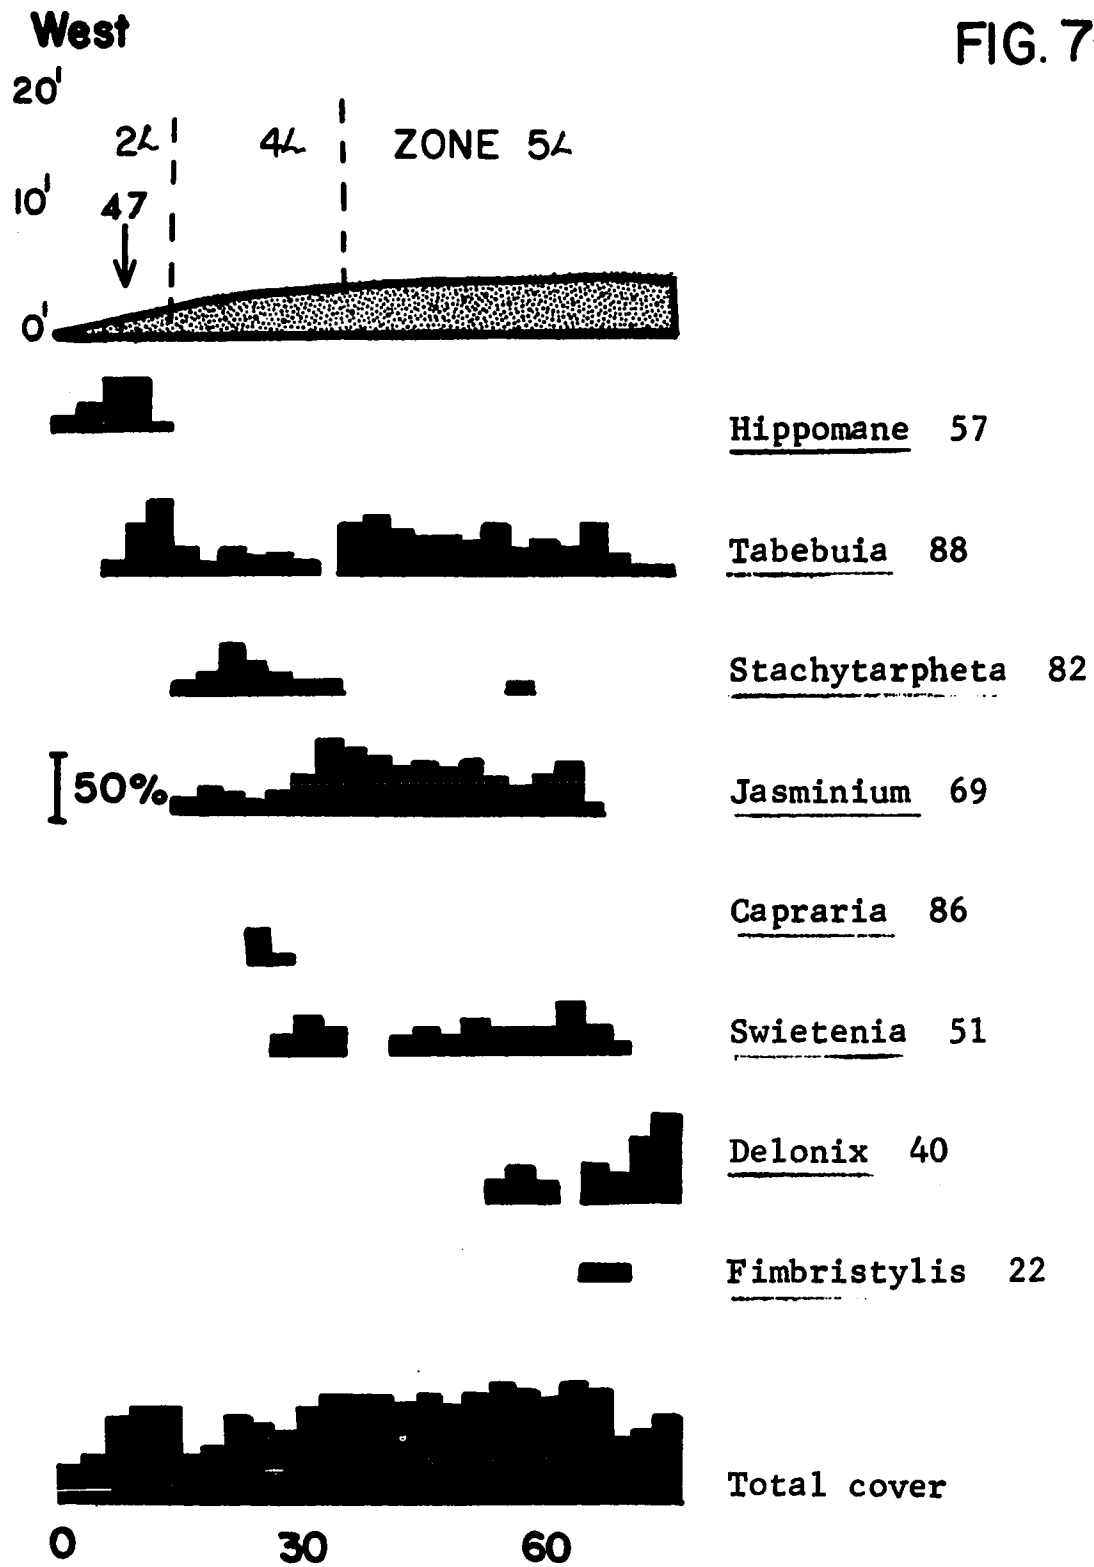 West
FIG. 7
20'
2L 4L ZONE 5L
10'
47
0'
Hippomane 57
Tabebuia 88
Stachytarpheta 82
50%
Jasminium 69
Capraria 86
Swietenia 51
Delonix 40
Fimbristylis 22
Total cover
0 30 60